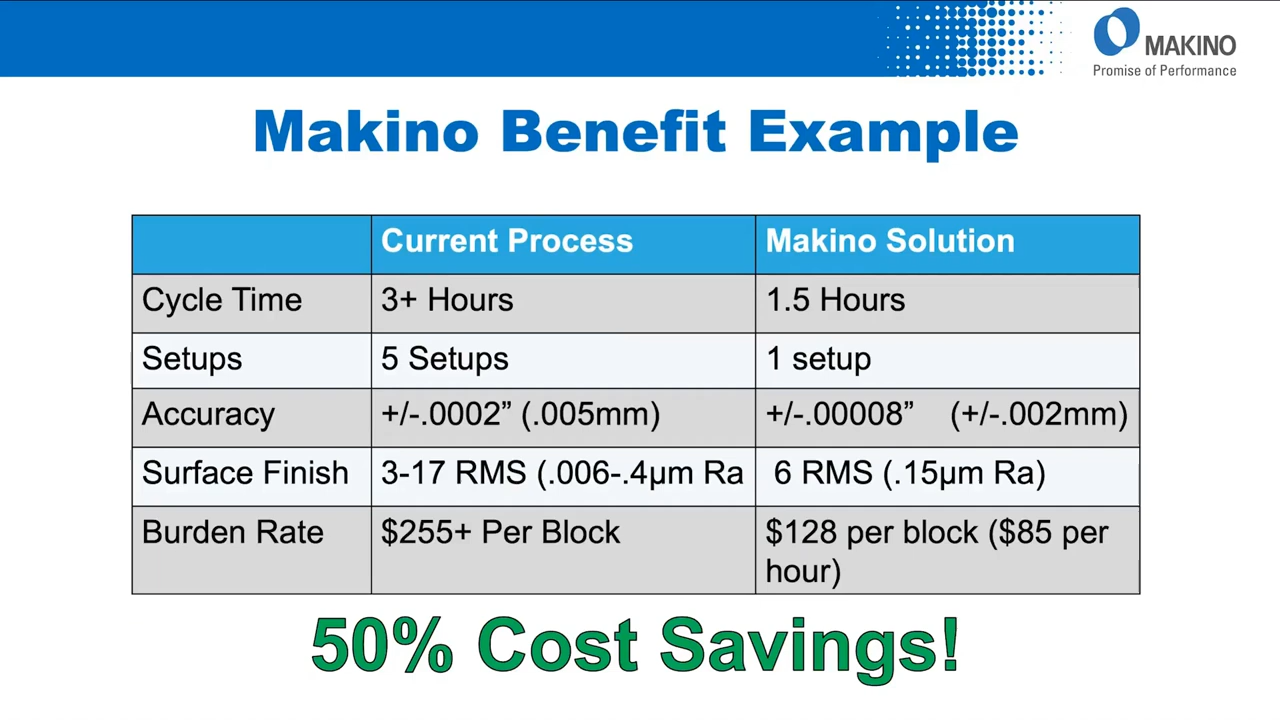 MAKINO
Promise of Performance
Makino Benefit Example
Current Process Makino Solution
Cycle Time 3+ Hours 1.5 Hours
Setups 5 Setups 1 setup
Accuracy +/-.0002” (.005mm) +/-.00008” (+/-.002mm)
Surface Finish 3-17 RMS (.006-.4µm Ra 6 RMS (.15µm Ra)
Burden Rate $255+ Per Block $128 per block ($85 per
hour)
50% Cost Savings!